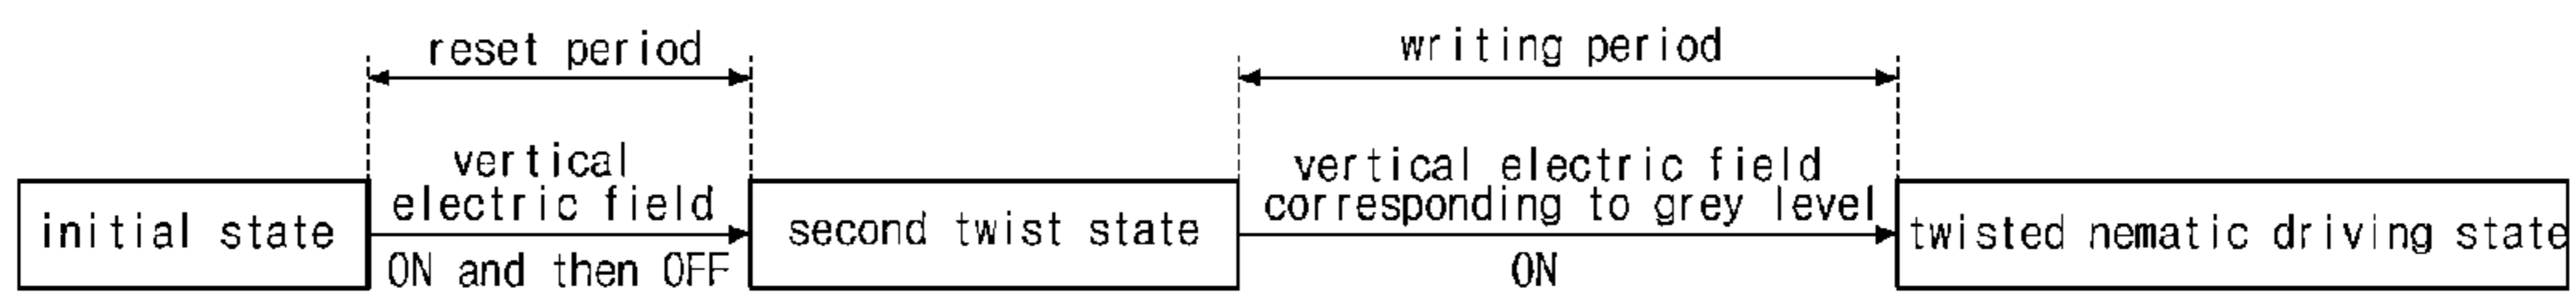 reset period
writing period
initial state
vertical
electric field
ON and then OFF
second twist state
vertical electric field
corresponding to grey level
ON
twisted nematic driving state